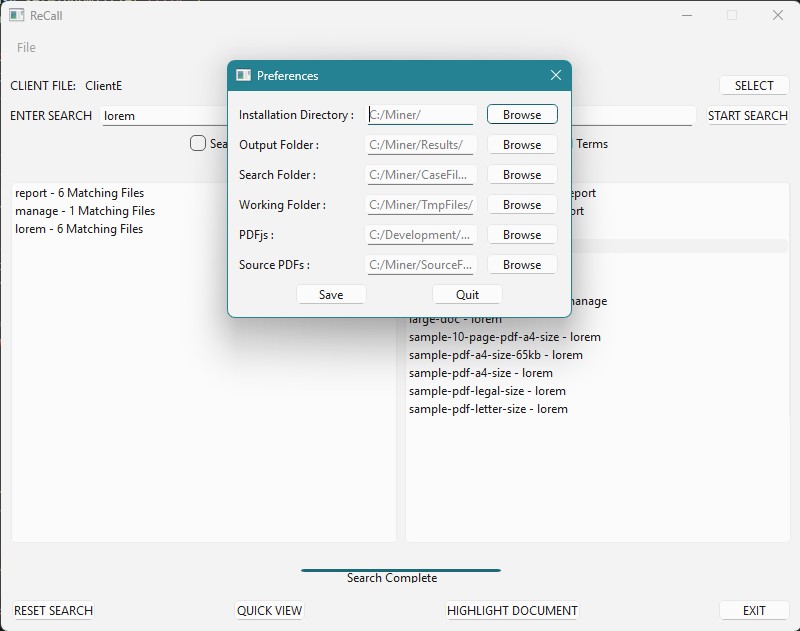 ReCall
File
Preferences
CLIENT FILE: ClientE
SELECT
ENTER SEARCH lorem
START SEARCH
Sea
Terms
Installation Directory : C:/Miner/ Browse
Output Folder : C:/Miner/Results/ Browse
Search Folder : C:/Miner/CaseFil... Browse
Working Folder : C:/Miner/TmpFiles/ Browse
PDFjs : C:/Development/... Browse
Source PDFs : C:/Miner/SourceF... Browse
Save Quit
report - 6 Matching Files
manage - 1 Matching Files
lorem - 6 Matching Files
eport
ort
manage
large-doc - lorem
sample-10-page-pdf-a4-size - lorem
sample-pdf-a4-size-65kb - lorem
sample-pdf-a4-size - lorem
sample-pdf-legal-size - lorem
sample-pdf-letter-size - lorem
Search Complete
RESET SEARCH QUICK VIEW HIGHLIGHT DOCUMENT EXIT